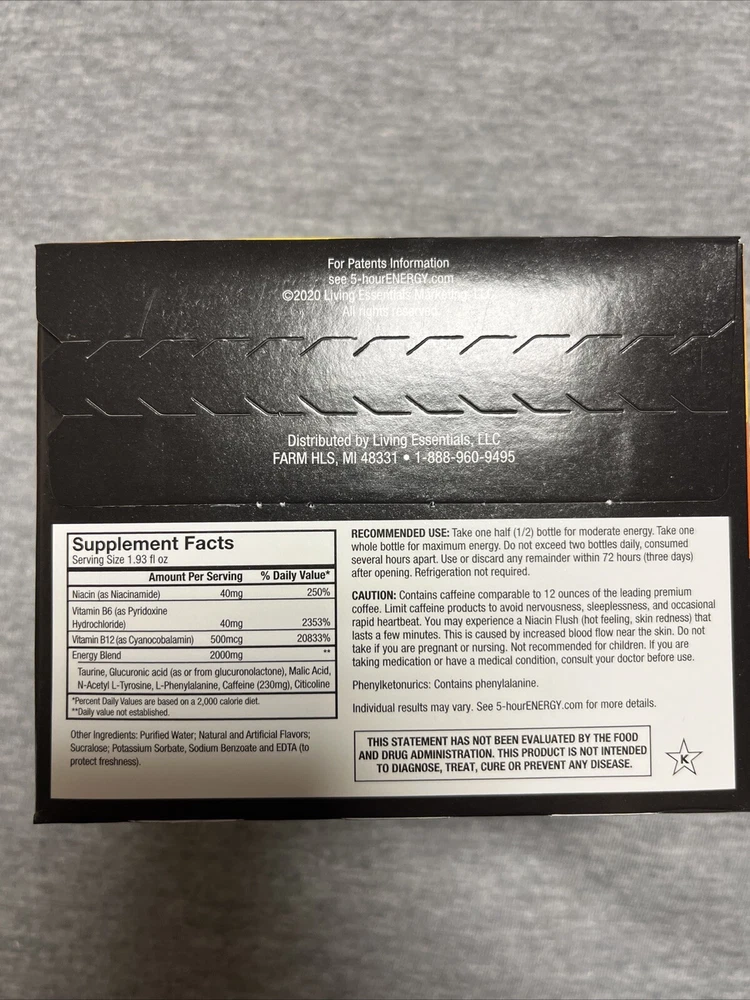 For Patents Information
see 5-hourENERGY.com
©2020 Living Essentials Marketing, LLC
All rights reserved.
Distributed by Living Essentials, LLC
FARM HLS, MI 48331 • 1-888-960-9495
Supplement Facts
Serving Size 1.93 fl oz
Amount Per Serving % Daily Value*
Niacin (as Niacinamide) 40mg 250%
Vitamin B6 (as Pyridoxine
Hydrochloride) 40mg 2353%
Vitamin B12 (as Cyanocobalamin) 500mcg 20833%
Energy Blend 2000mg **
Taurine, Glucuronic acid (as or from glucuronolactone), Malic Acid,
N-Acetyl L-Tyrosine, L-Phenylalanine, Caffeine (230mg), Citicoline
*Percent Daily Values are based on a 2,000 calorie diet.
**Daily value not established.
Other Ingredients: Purified Water; Natural and Artificial Flavors;
Sucralose; Potassium Sorbate, Sodium Benzoate and EDTA (to
protect freshness).
RECOMMENDED USE: Take one half (1/2) bottle for moderate energy. Take one
whole bottle for maximum energy. Do not exceed two bottles daily, consumed
several hours apart. Use or discard any remainder within 72 hours (three days)
after opening. Refrigeration not required.
CAUTION: Contains caffeine comparable to 12 ounces of the leading premium
coffee. Limit caffeine products to avoid nervousness, sleeplessness, and occasional
rapid heartbeat. You may experience a Niacin Flush (hot feeling, skin redness) that
lasts a few minutes. This is caused by increased blood flow near the skin. Do not
take if you are pregnant or nursing. Not recommended for children. If you are
taking medication or have a medical condition, consult your doctor before use.
Phenylketonurics: Contains phenylalanine.
Individual results may vary. See 5-hourENERGY.com for more details.
THIS STATEMENT HAS NOT BEEN EVALUATED BY THE FOOD
AND DRUG ADMINISTRATION. THIS PRODUCT IS NOT INTENDED
TO DIAGNOSE, TREAT, CURE OR PREVENT ANY DISEASE.
K